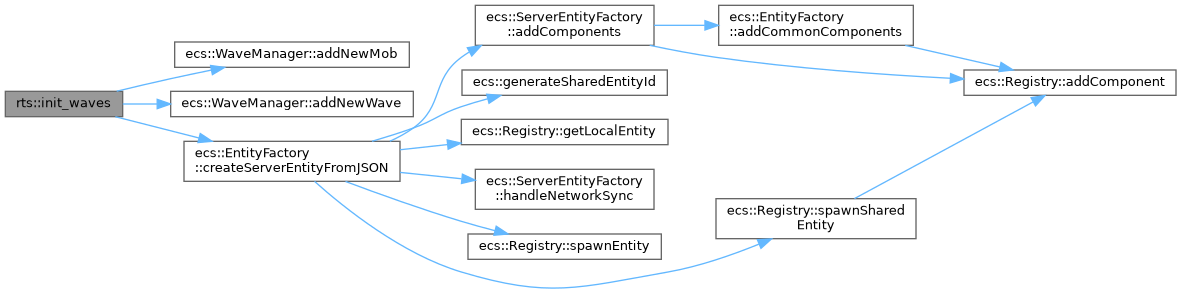 rts::init_waves
ecs::WaveManager::addNewMob
ecs::WaveManager::addNewWave
ecs::EntityFactory
::createServerEntityFromJSON
ecs::ServerEntityFactory
::addComponents
ecs::generateSharedEntityId
ecs::Registry::getLocalEntity
ecs::ServerEntityFactory
::handleNetworkSync
ecs::Registry::spawnEntity
ecs::EntityFactory
::addCommonComponents
ecs::Registry::spawnShared
Entity
ecs::Registry::addComponent